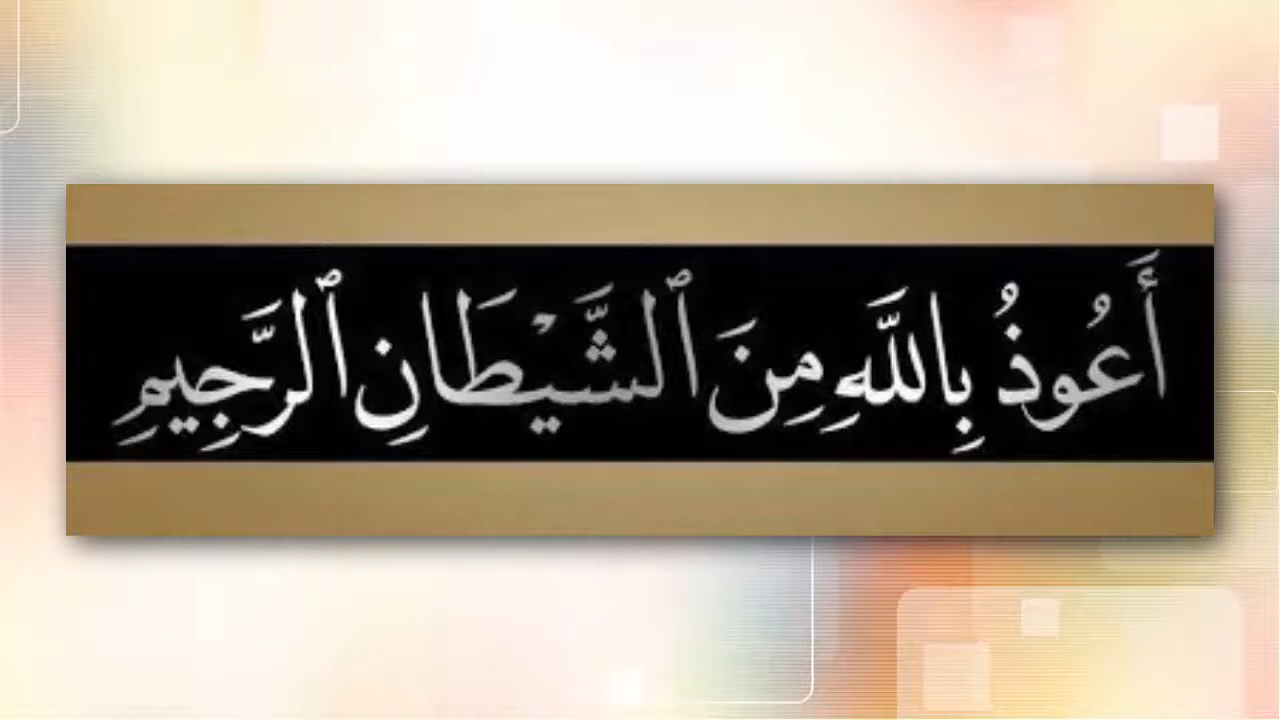 أَعُوذُ بِاللَّهِ مِنَ ٱلشَّيْطَانِ ٱلرَّجِيمِ